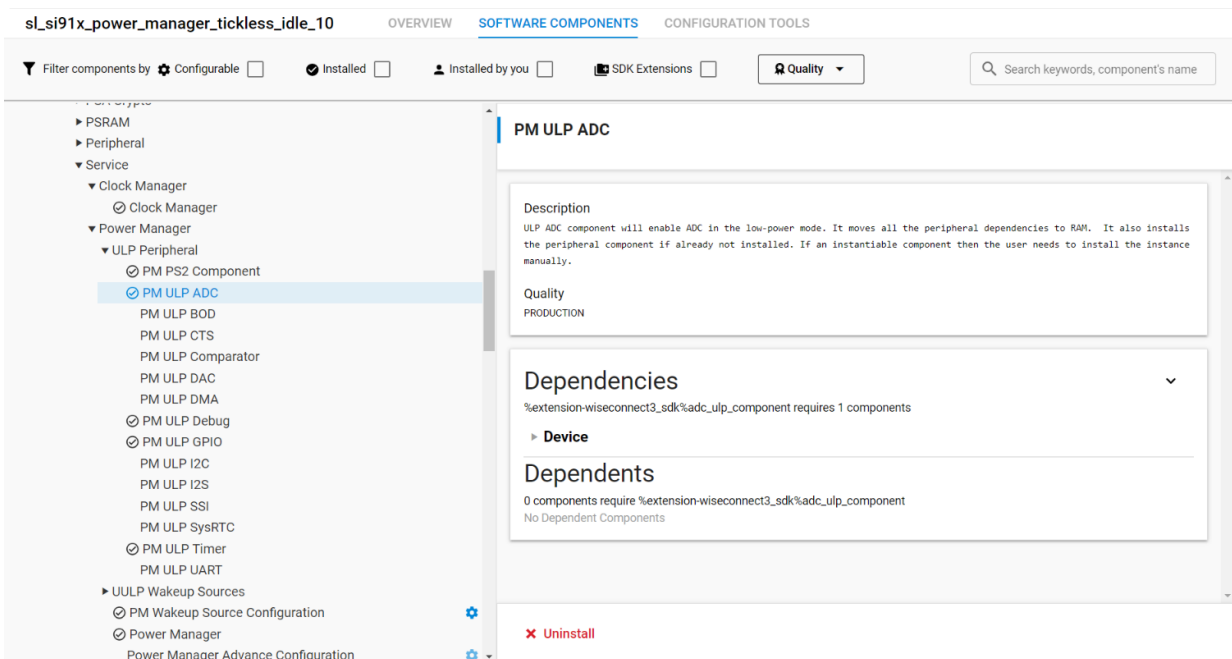 sl_si91x_power_manager_tickless_idle_10
OVERVIEW
SOFTWARE COMPONENTS
CONFIGURATION TOOLS
Filter components by
Configurable
Installed
Installed by you
SDK Extensions
Quality
Search keywords, component's name
PSRAM
Peripheral
Service
Clock Manager
Clock Manager
Power Manager
ULP Peripheral
PM PS2 Component
PM ULP ADC
PM ULP BOD
PM ULP CTS
PM ULP Comparator
PM ULP DAC
PM ULP DMA
PM ULP Debug
PM ULP GPIO
PM ULP I2C
PM ULP I2S
PM ULP SSI
PM ULP SysRTC
PM ULP Timer
PM ULP UART
UULP Wakeup Sources
PM Wakeup Source Configuration
Power Manager
Power Manager Advance Configuration
PM ULP ADC
Description
ULP ADC component will enable ADC in the low-power mode. It moves all the peripheral dependencies to RAM. It also installs
the peripheral component if already not installed. If an instantiable component then the user needs to install the instance
manually.
Quality
PRODUCTION
Dependencies
%extension-wiseconnect3_sdk%adc_ulp_component requires 1 components
Device
Dependents
0 components require %extension-wiseconnect3_sdk%adc_ulp_component
No Dependent Components
Uninstall